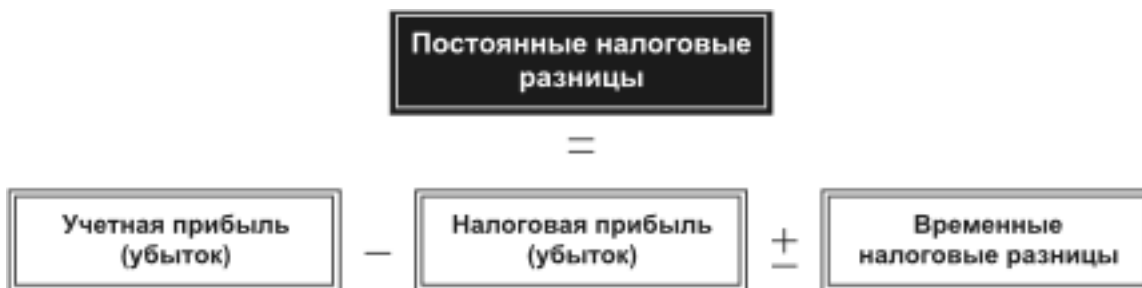 Постоянные налоговые
разницы
=
Учетная прибыль
(убыток)
–
Налоговая прибыль
(убыток)
±
Временные
налоговые разницы